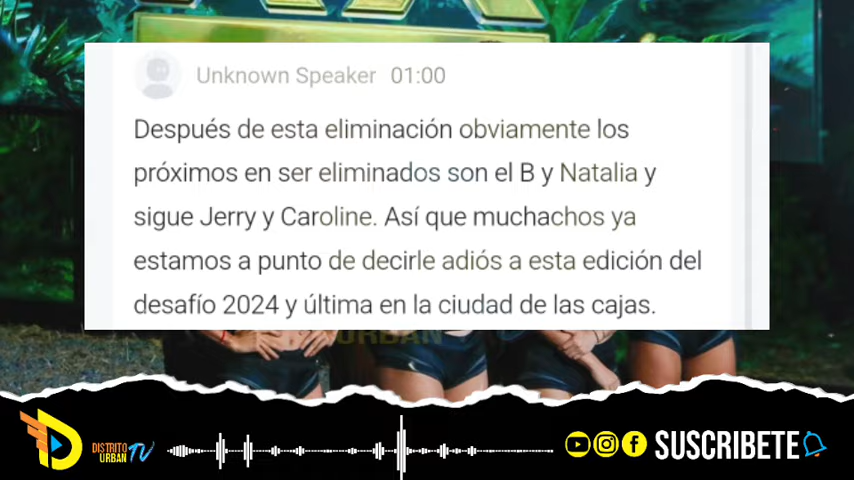 Unknown Speaker 01:00
Después de esta eliminación obviamente los
próximos en ser eliminados son el B y Natalia y
sigue Jerry y Caroline. Así que muchachos ya
estamos a punto de decirle adiós a esta edición del
desafío 2024 y última en la ciudad de las cajas.
URBAN
DISTRITO
URBAN TV
SUSCRIBETE